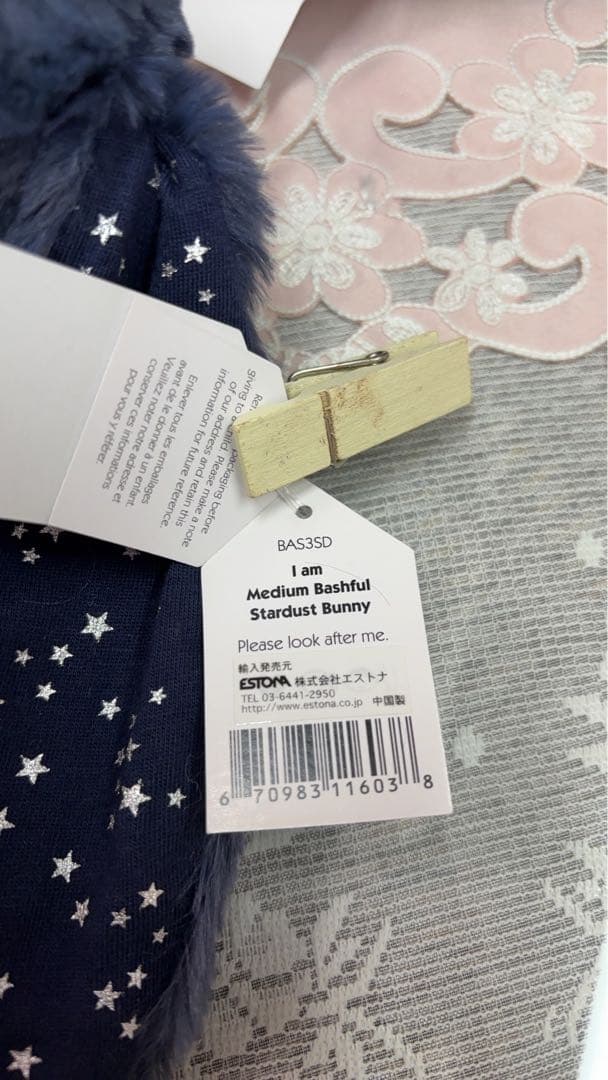 giving to a child, please make a note
of our address and retain this
information for future reference.
Enlever tous les emballages
avant de le donner à un enfant.
Veuillez noter notre adresse et
conserver ces informations
pour vous y référer.
BAS3SD
I am
Medium Bashful
Stardust Bunny
Please look after me.
輸入発売元
ESTONA 株式会社エストナ
TEL 03-6441-2950
http://www.estona.co.jp 中国製
6 70983 11603 8